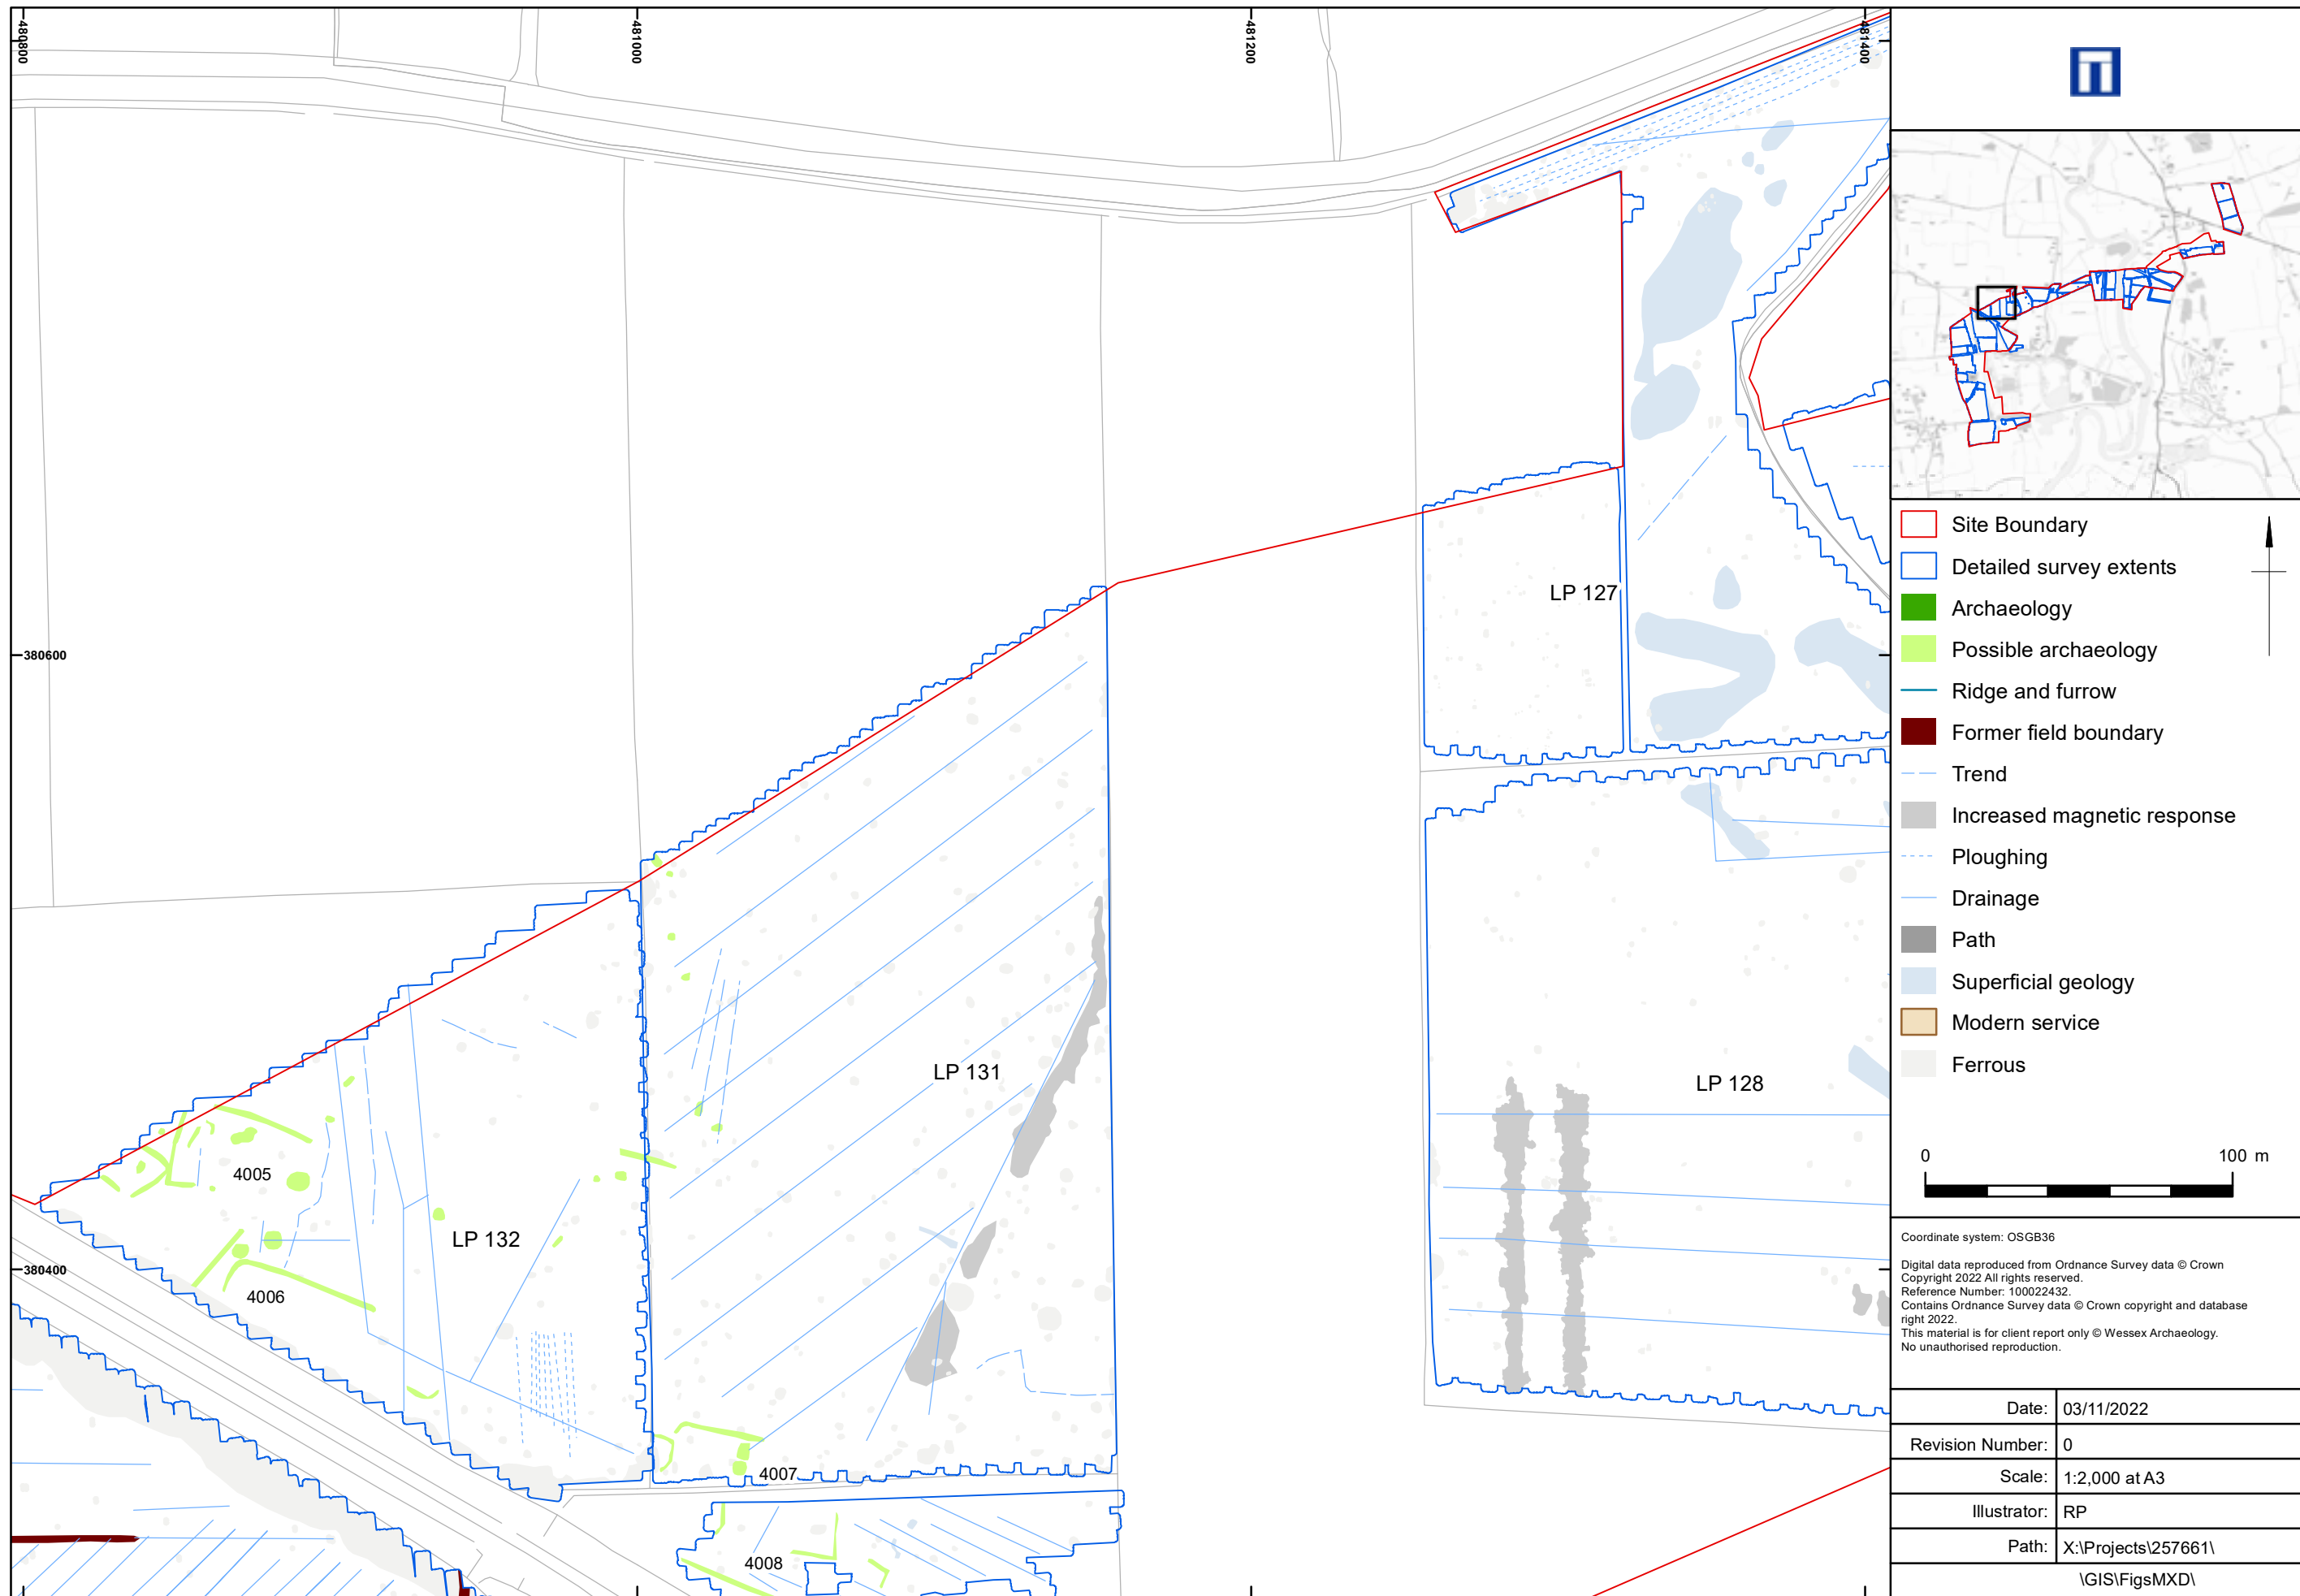 480800
481000
481200
481400
380600
380400
LP 127
LP 131
LP 128
LP 132
4005
4006
4007
4008
Site Boundary
Detailed survey extents
Archaeology
Possible archaeology
Ridge and furrow
Former field boundary
Trend
Increased magnetic response
Ploughing
Drainage
Path
Superficial geology
Modern service
Ferrous
0 100 m
Coordinate system: OSGB36
Digital data reproduced from Ordnance Survey data © Crown
Copyright 2022 All rights reserved.
Reference Number: 100022432.
Contains Ordnance Survey data © Crown copyright and database
right 2022.
This material is for client report only © Wessex Archaeology.
No unauthorised reproduction.
Date: 03/11/2022
Revision Number: 0
Scale: 1:2,000 at A3
Illustrator: RP
Path: X:\Projects\257661\
\GIS\FigsMXD\